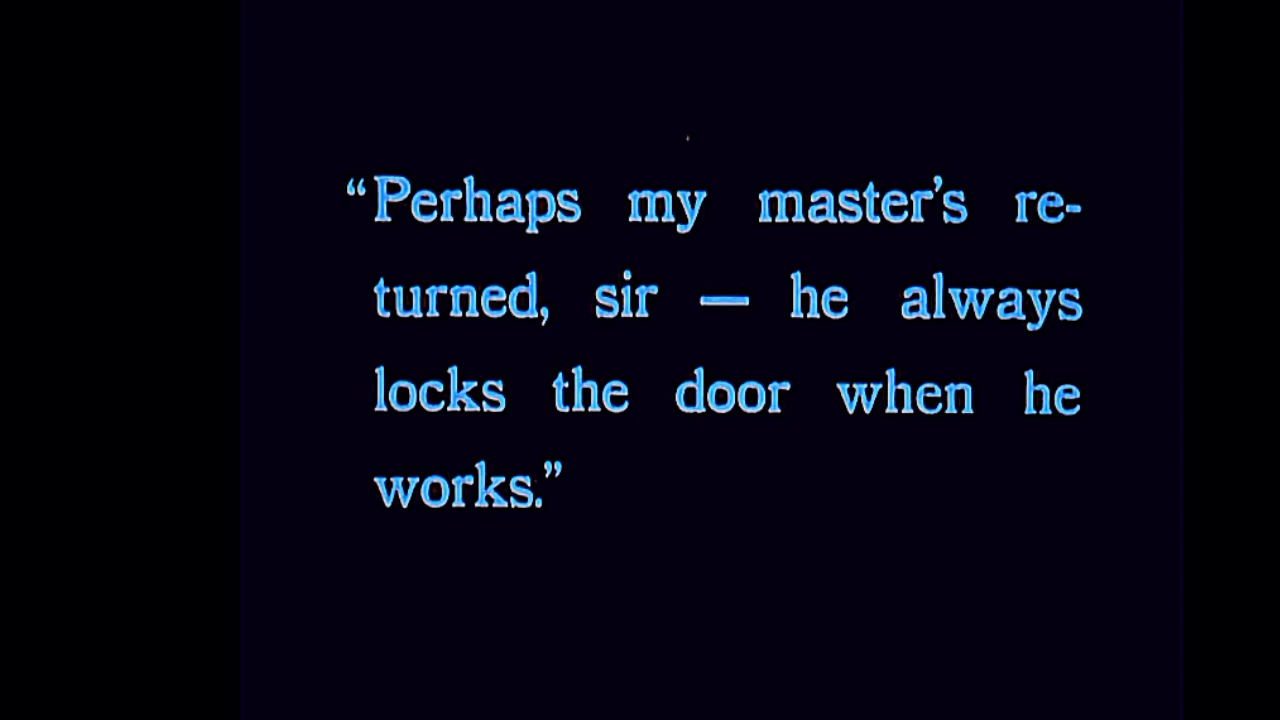 “Perhaps my master’s re-
turned, sir — he always
locks the door when he
works.”